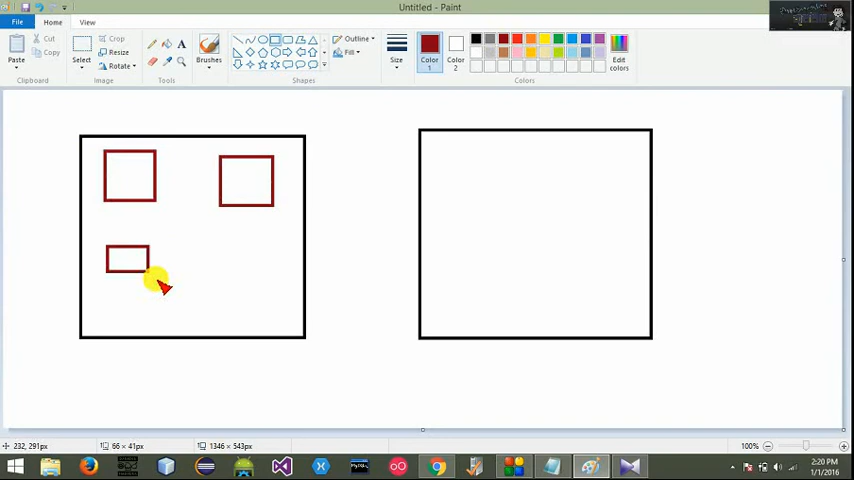 Untitled - Paint
File
Home
View
Paste
Cut
Copy
Clipboard
Select
Crop
Resize
Rotate
Image
Tools
Brushes
Shapes
Outline
Fill
Size
Color
1
Color
2
Edit
colors
Colors
232, 291px
66 × 41px
1346 × 543px
100%
2:20 PM
1/1/2016